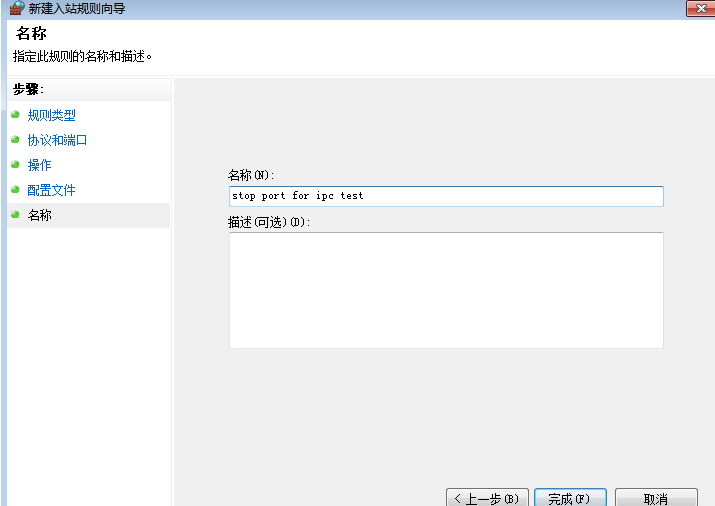 新建入站规则向导
名称
指定此规则的名称和描述。
步骤:
规则类型
协议和端口
操作
配置文件
名称
名称(N):
stop port for ipc test
描述(可选)(D):
< 上一步(B) 完成(F) 取消